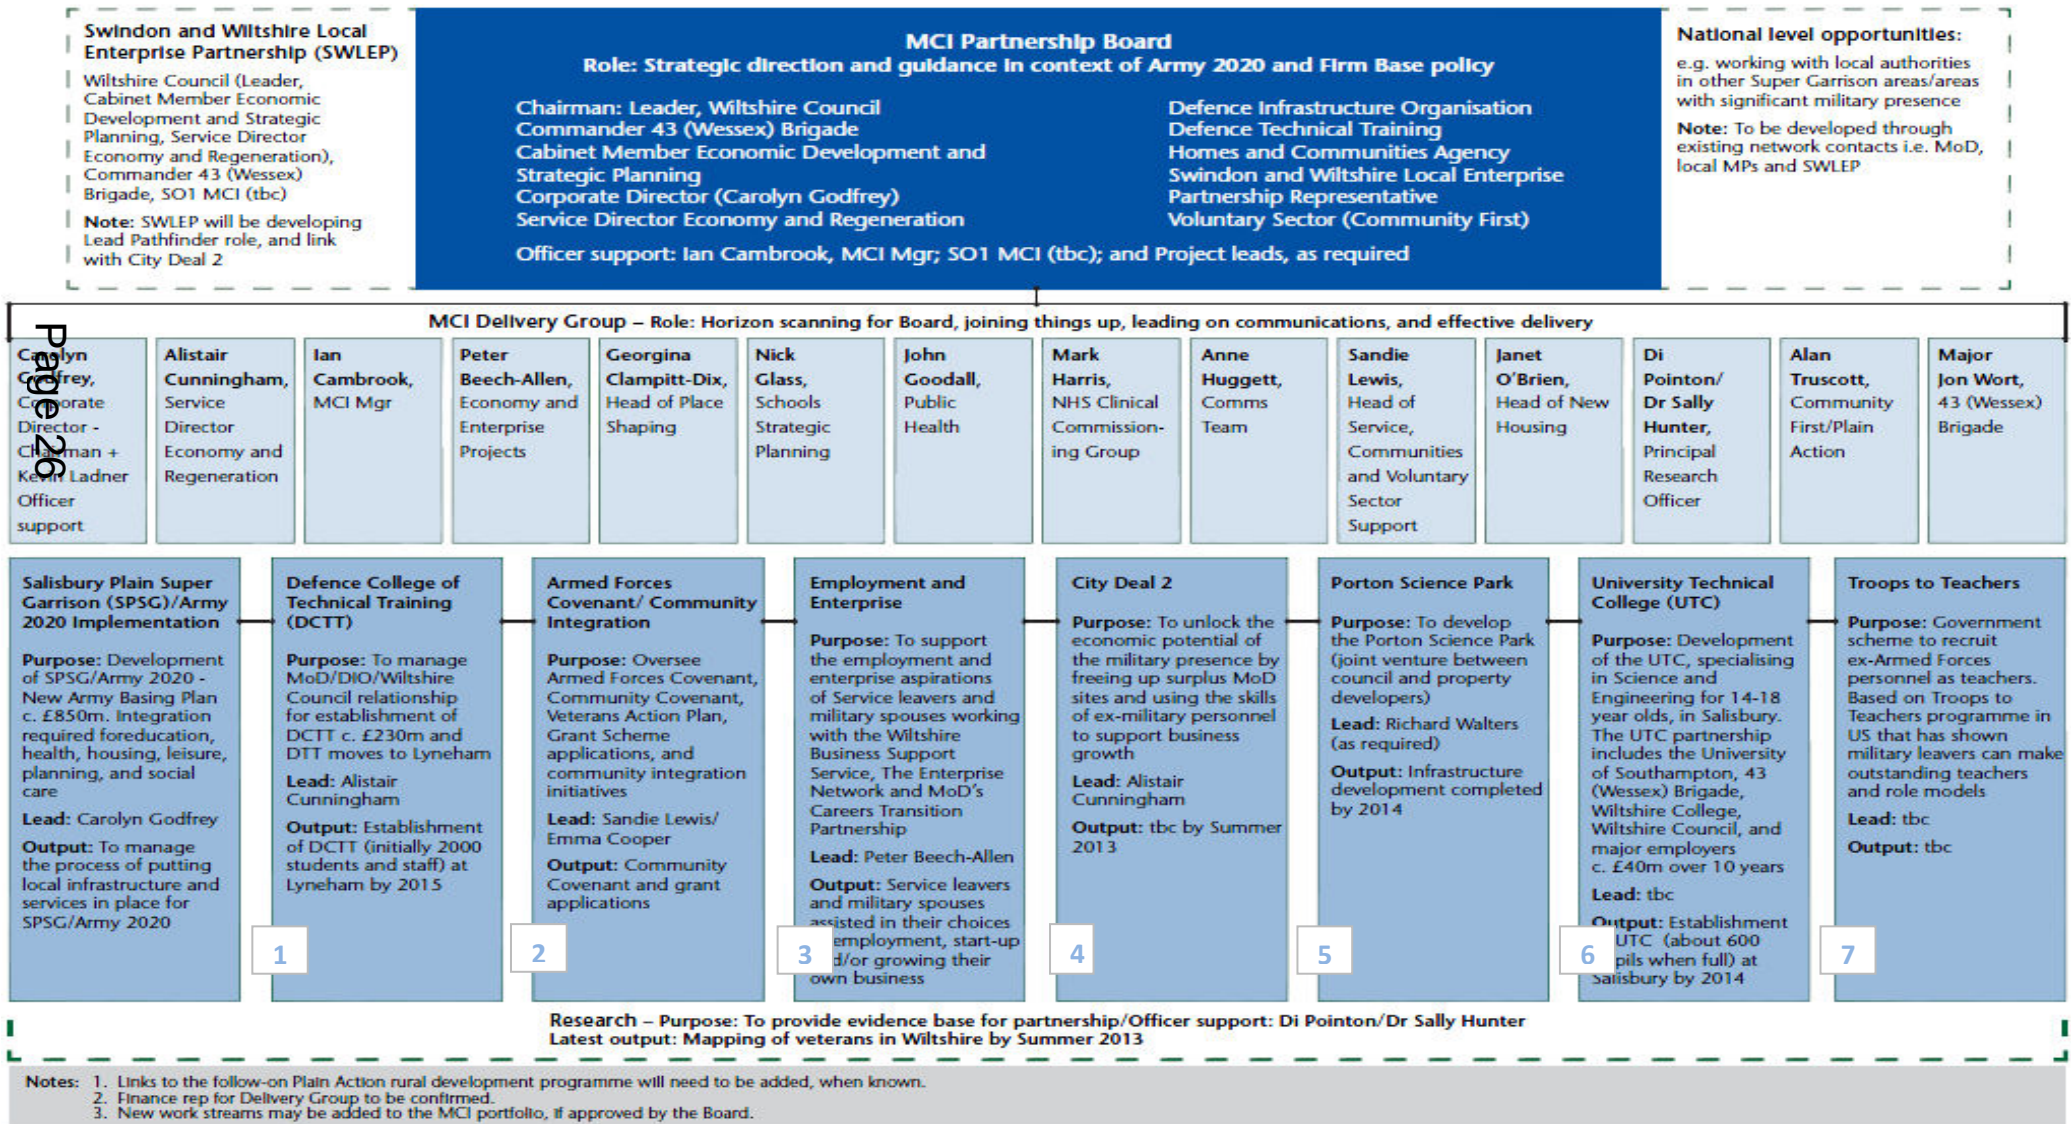 Swindon and Wiltshire Local
Enterprise Partnership (SWLEP)
Wiltshire Council (Leader,
Cabinet Member Economic
Development and Strategic
Planning, Service Director
Economy and Regeneration),
Commander 43 (Wessex)
Brigade, SO1 MCI (tbc)
Note: SWLEP will be developing
Lead Pathfinder role, and link
with City Deal 2
MCI Partnership Board
Role: Strategic direction and guidance in context of Army 2020 and Firm Base policy
Chairman: Leader, Wiltshire Council
Commander 43 (Wessex) Brigade
Cabinet Member Economic Development and
Strategic Planning
Corporate Director (Carolyn Godfrey)
Service Director Economy and Regeneration
Defence Infrastructure Organisation
Defence Technical Training
Homes and Communities Agency
Swindon and Wiltshire Local Enterprise
Partnership Representative
Voluntary Sector (Community First)
Officer support: Ian Cambrook, MCI Mgr; SO1 MCI (tbc); and Project leads, as required
National level opportunities:
e.g. working with local authorities
in other Super Garrison areas/areas
with significant military presence
Note: To be developed through
existing network contacts i.e. MoD,
local MPs and SWLEP
MCI Delivery Group – Role: Horizon scanning for Board, joining things up, leading on communications, and effective delivery
Page 26
Carolyn
Godfrey,
Corporate
Director -
Chairman +
Kevin Ladner
Officer
support
Alistair
Cunningham,
Service
Director
Economy and
Regeneration
Ian
Cambrook,
MCI Mgr
Peter
Beech-Allen,
Economy and
Enterprise
Projects
Georgina
Clampitt-Dix,
Head of Place
Shaping
Nick
Glass,
Schools
Strategic
Planning
John
Goodall,
Public
Health
Mark
Harris,
NHS Clinical
Commission-
ing Group
Anne
Huggett,
Comms
Team
Sandie
Lewis,
Head of
Service,
Communities
and Voluntary
Sector
Support
Janet
O'Brien,
Head of New
Housing
Di
Pointon/
Dr Sally
Hunter,
Principal
Research
Officer
Alan
Truscott,
Community
First/Plain
Action
Major
Jon Wort,
43 (Wessex)
Brigade
Salisbury Plain Super
Garrison (SPSG)/Army
2020 Implementation
Purpose: Development
of SPSG/Army 2020 -
New Army Basing Plan
c. £850m. Integration
required foreducation,
health, housing, leisure,
planning, and social
care
Lead: Carolyn Godfrey
Output: To manage
the process of putting
local infrastructure and
services in place for
SPSG/Army 2020
1
Defence College of
Technical Training
(DCTT)
Purpose: To manage
MoD/DIO/Wiltshire
Council relationship
for establishment of
DCTT c. £230m and
DTT moves to Lyneham
Lead: Alistair
Cunningham
Output: Establishment
of DCTT (initially 2000
students and staff) at
Lyneham by 2015
2
Armed Forces
Covenant/ Community
Integration
Purpose: Oversee
Armed Forces Covenant,
Community Covenant,
Veterans Action Plan,
Grant Scheme
applications, and
community integration
initiatives
Lead: Sandie Lewis/
Emma Cooper
Output: Community
Covenant and grant
applications
3
Employment and
Enterprise
Purpose: To support
the employment and
enterprise aspirations
of Service leavers and
military spouses working
with the Wiltshire
Business Support
Service, The Enterprise
Network and MoD's
Careers Transition
Partnership
Lead: Peter Beech-Allen
Output: Service leavers
and military spouses
assisted in their choices
employment, start-up
d/or growing their
own business
4
City Deal 2
Purpose: To unlock the
economic potential of
the military presence by
freeing up surplus MoD
sites and using the skills
of ex-military personnel
to support business
growth
Lead: Alistair
Cunningham
Output: tbc by Summer
2013
5
Porton Science Park
Purpose: To develop
the Porton Science Park
(joint venture between
council and property
developers)
Lead: Richard Walters
(as required)
Output: Infrastructure
development completed
by 2014
6
University Technical
College (UTC)
Purpose: Development
of the UTC, specialising
in Science and
Engineering for 14-18
year olds, in Salisbury.
The UTC partnership
includes the University
of Southampton, 43
(Wessex) Brigade,
Wiltshire College,
Wiltshire Council, and
major employers
c. £40m over 10 years
Lead: tbc
Output: Establishment
UTC (about 600
pils when full) at
Salisbury by 2014
7
Troops to Teachers
Purpose: Government
scheme to recruit
ex-Armed Forces
personnel as teachers.
Based on Troops to
Teachers programme in
US that has shown
military leavers can make
outstanding teachers
and role models
Lead: tbc
Output: tbc
Research – Purpose: To provide evidence base for partnership/Officer support: Di Pointon/Dr Sally Hunter
Latest output: Mapping of veterans in Wiltshire by Summer 2013
Notes: 1. Links to the follow-on Plain Action rural development programme will need to be added, when known.
2. Finance rep for Delivery Group to be confirmed.
3. New work streams may be added to the MCI portfolio, if approved by the Board.